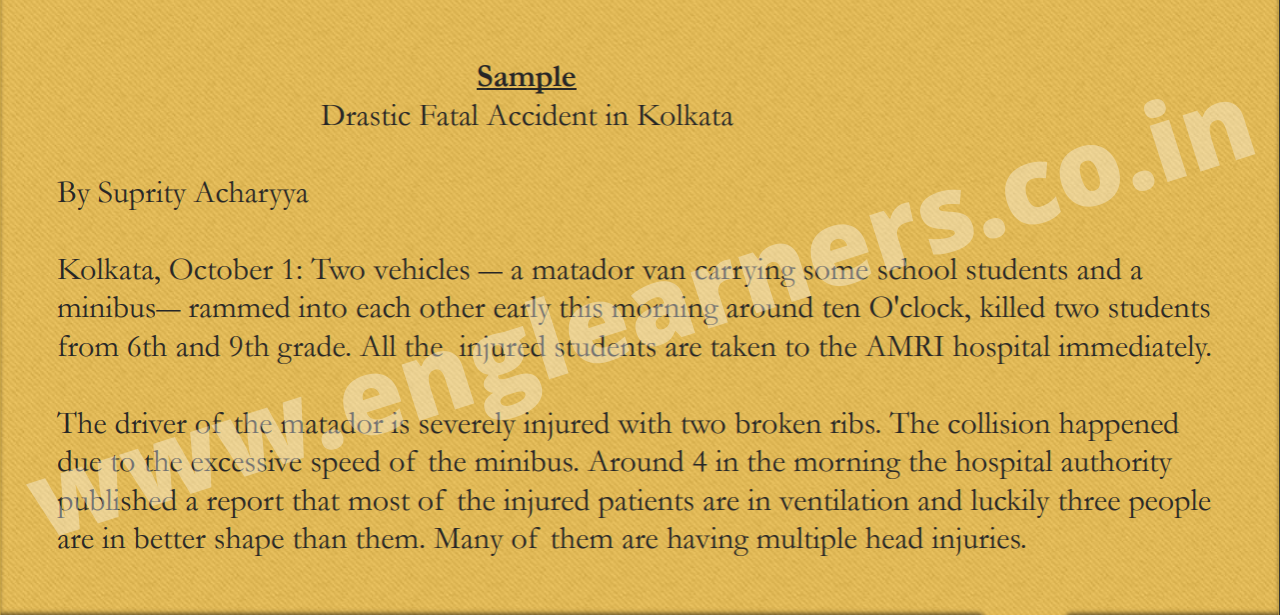 Sample
Drastic Fatal Accident in Kolkata
By Suprity Acharyya
Kolkata, October 1: Two vehicles — a matador van carrying some school students and a
minibus— rammed into each other early this morning around ten O'clock, killed two students
from 6th and 9th grade. All the  injured students are taken to the AMRI hospital immediately.
The driver of the matador is severely injured with two broken ribs. The collision happened
due to the excessive speed of the minibus. Around 4 in the morning the hospital authority
published a report that most of the injured patients are in ventilation and luckily three people
are in better shape than them. Many of them are having multiple head injuries.
www.englearners.co.in